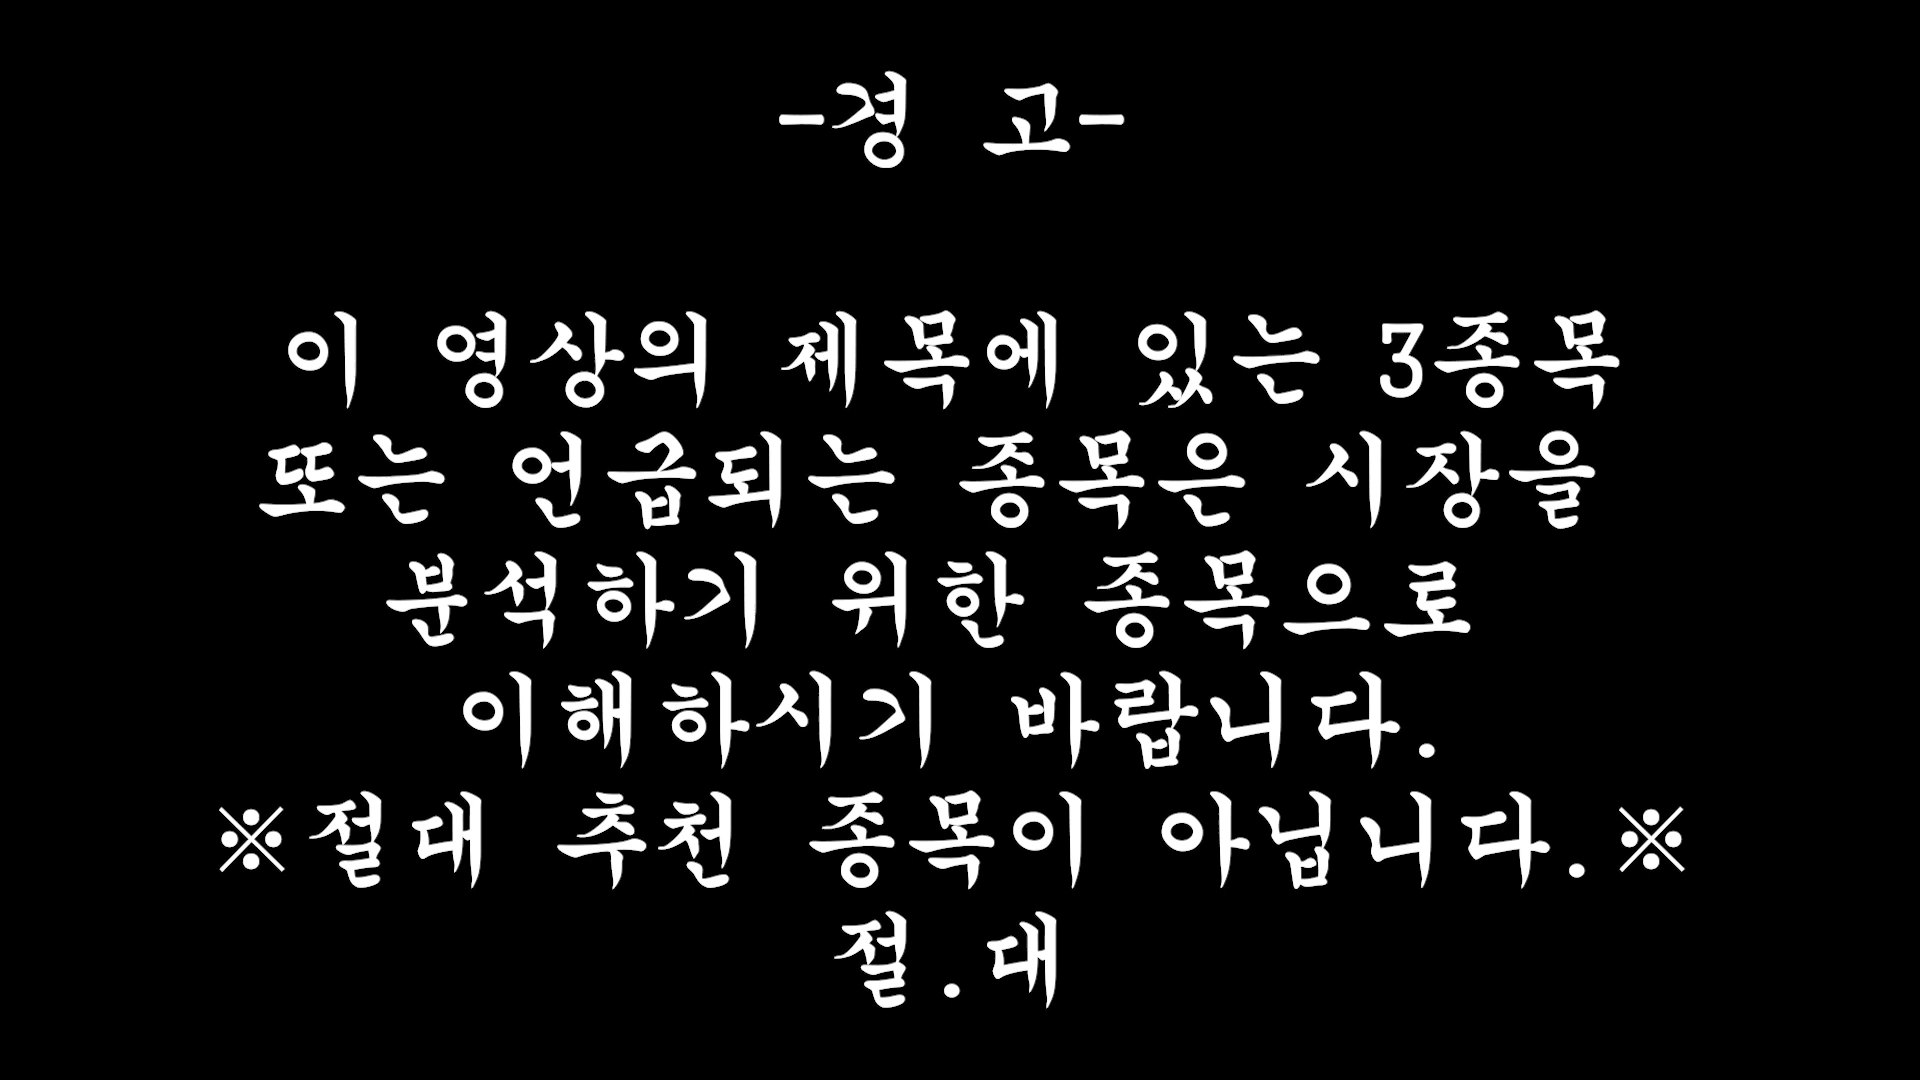 -경 고-
이 영상의 제목에 있는 3종목
또는 언급되는 종목은 시장을
분석하기 위한 종목으로
이해하시기 바랍니다.
※절대 추천 종목이 아닙니다.※
절.대